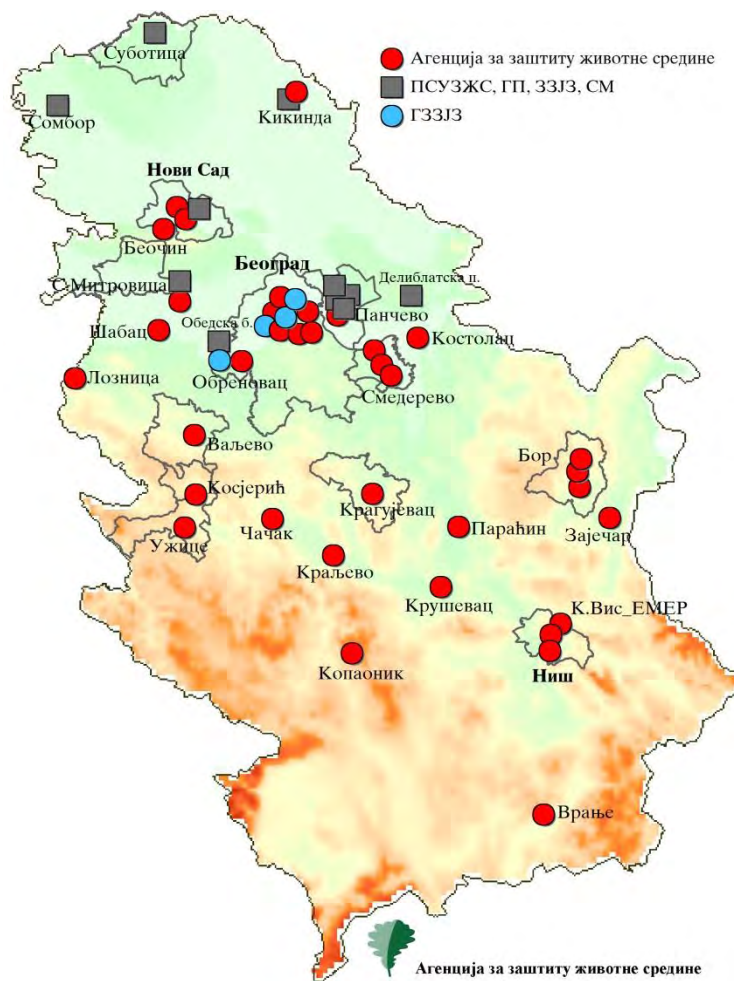 Суботица
Агенција за заштиту животне средине
ПСУЗЖС, ГП, ЗЗЈЗ, СМ
ГЗЗЈЗ
Сомбор
Кикинда
Нови Сад
Беочин
Београд
С.Митровица
Делиблатска п.
Обедска б.
Панчево
Шабац
Костолац
Лозница
Обреновац
Смедерево
Ваљево
Бор
Косјерић
Крагујевац
Ужице
Чачак
Параћин
Зајечар
Краљево
Крушевац
К.Вис_ЕМЕР
Копаоник
Ниш
Врање
Агенција за заштиту животне средине